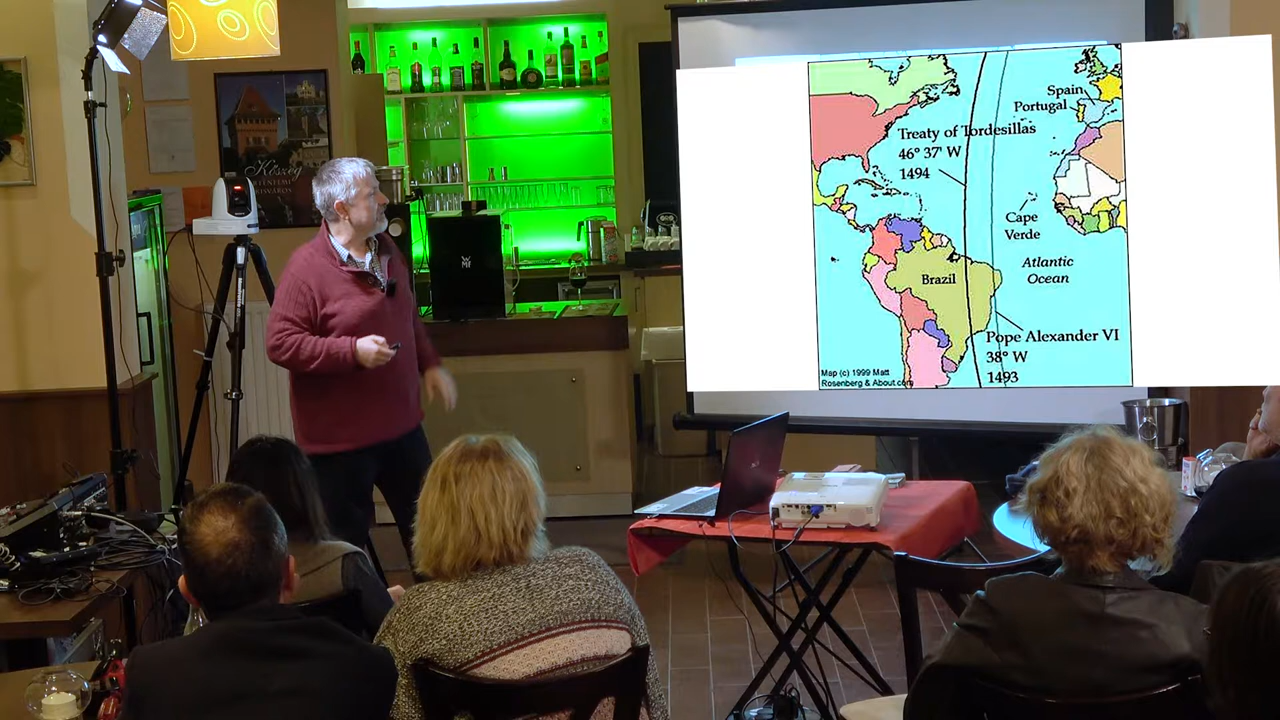 Kőszeg
WMF
Spain
Portugal
Treaty of Tordesillas
46° 37' W
1494
Cape
Verde
Atlantic
Ocean
Brazil
Pope Alexander VI
38° W
1493
Map (c) 1999 Matt
Rosenberg & About.com